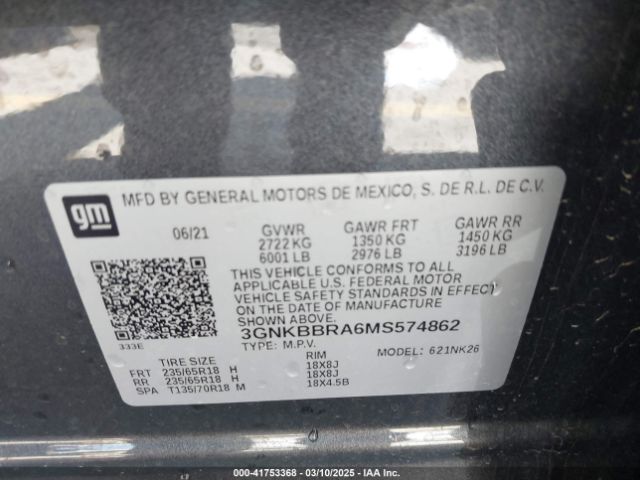 gm
MFD BY GENERAL MOTORS DE MEXICO, S. DE R.L. DE C.V.
06/21 GVWR GAWR FRT GAWR RR
2722 KG 1350 KG 1450 KG
6001 LB 2976 LB 3196 LB
THIS VEHICLE CONFORMS TO ALL
APPLICABLE U.S. FEDERAL MOTOR
VEHICLE SAFETY STANDARDS IN EFFECT
ON THE DATE OF MANUFACTURE
SHOWN ABOVE.
3GNKBBRA6MS574862
333E TYPE: M.P.V. MODEL: 621NK26
TIRE SIZE RIM
FRT 235/65R18 H 18X8J
RR 235/65R18 H 18X8J
SPA T135/70R18 M 18X4.5B
000-41753368 - 03/10/2025 - IAA Inc.